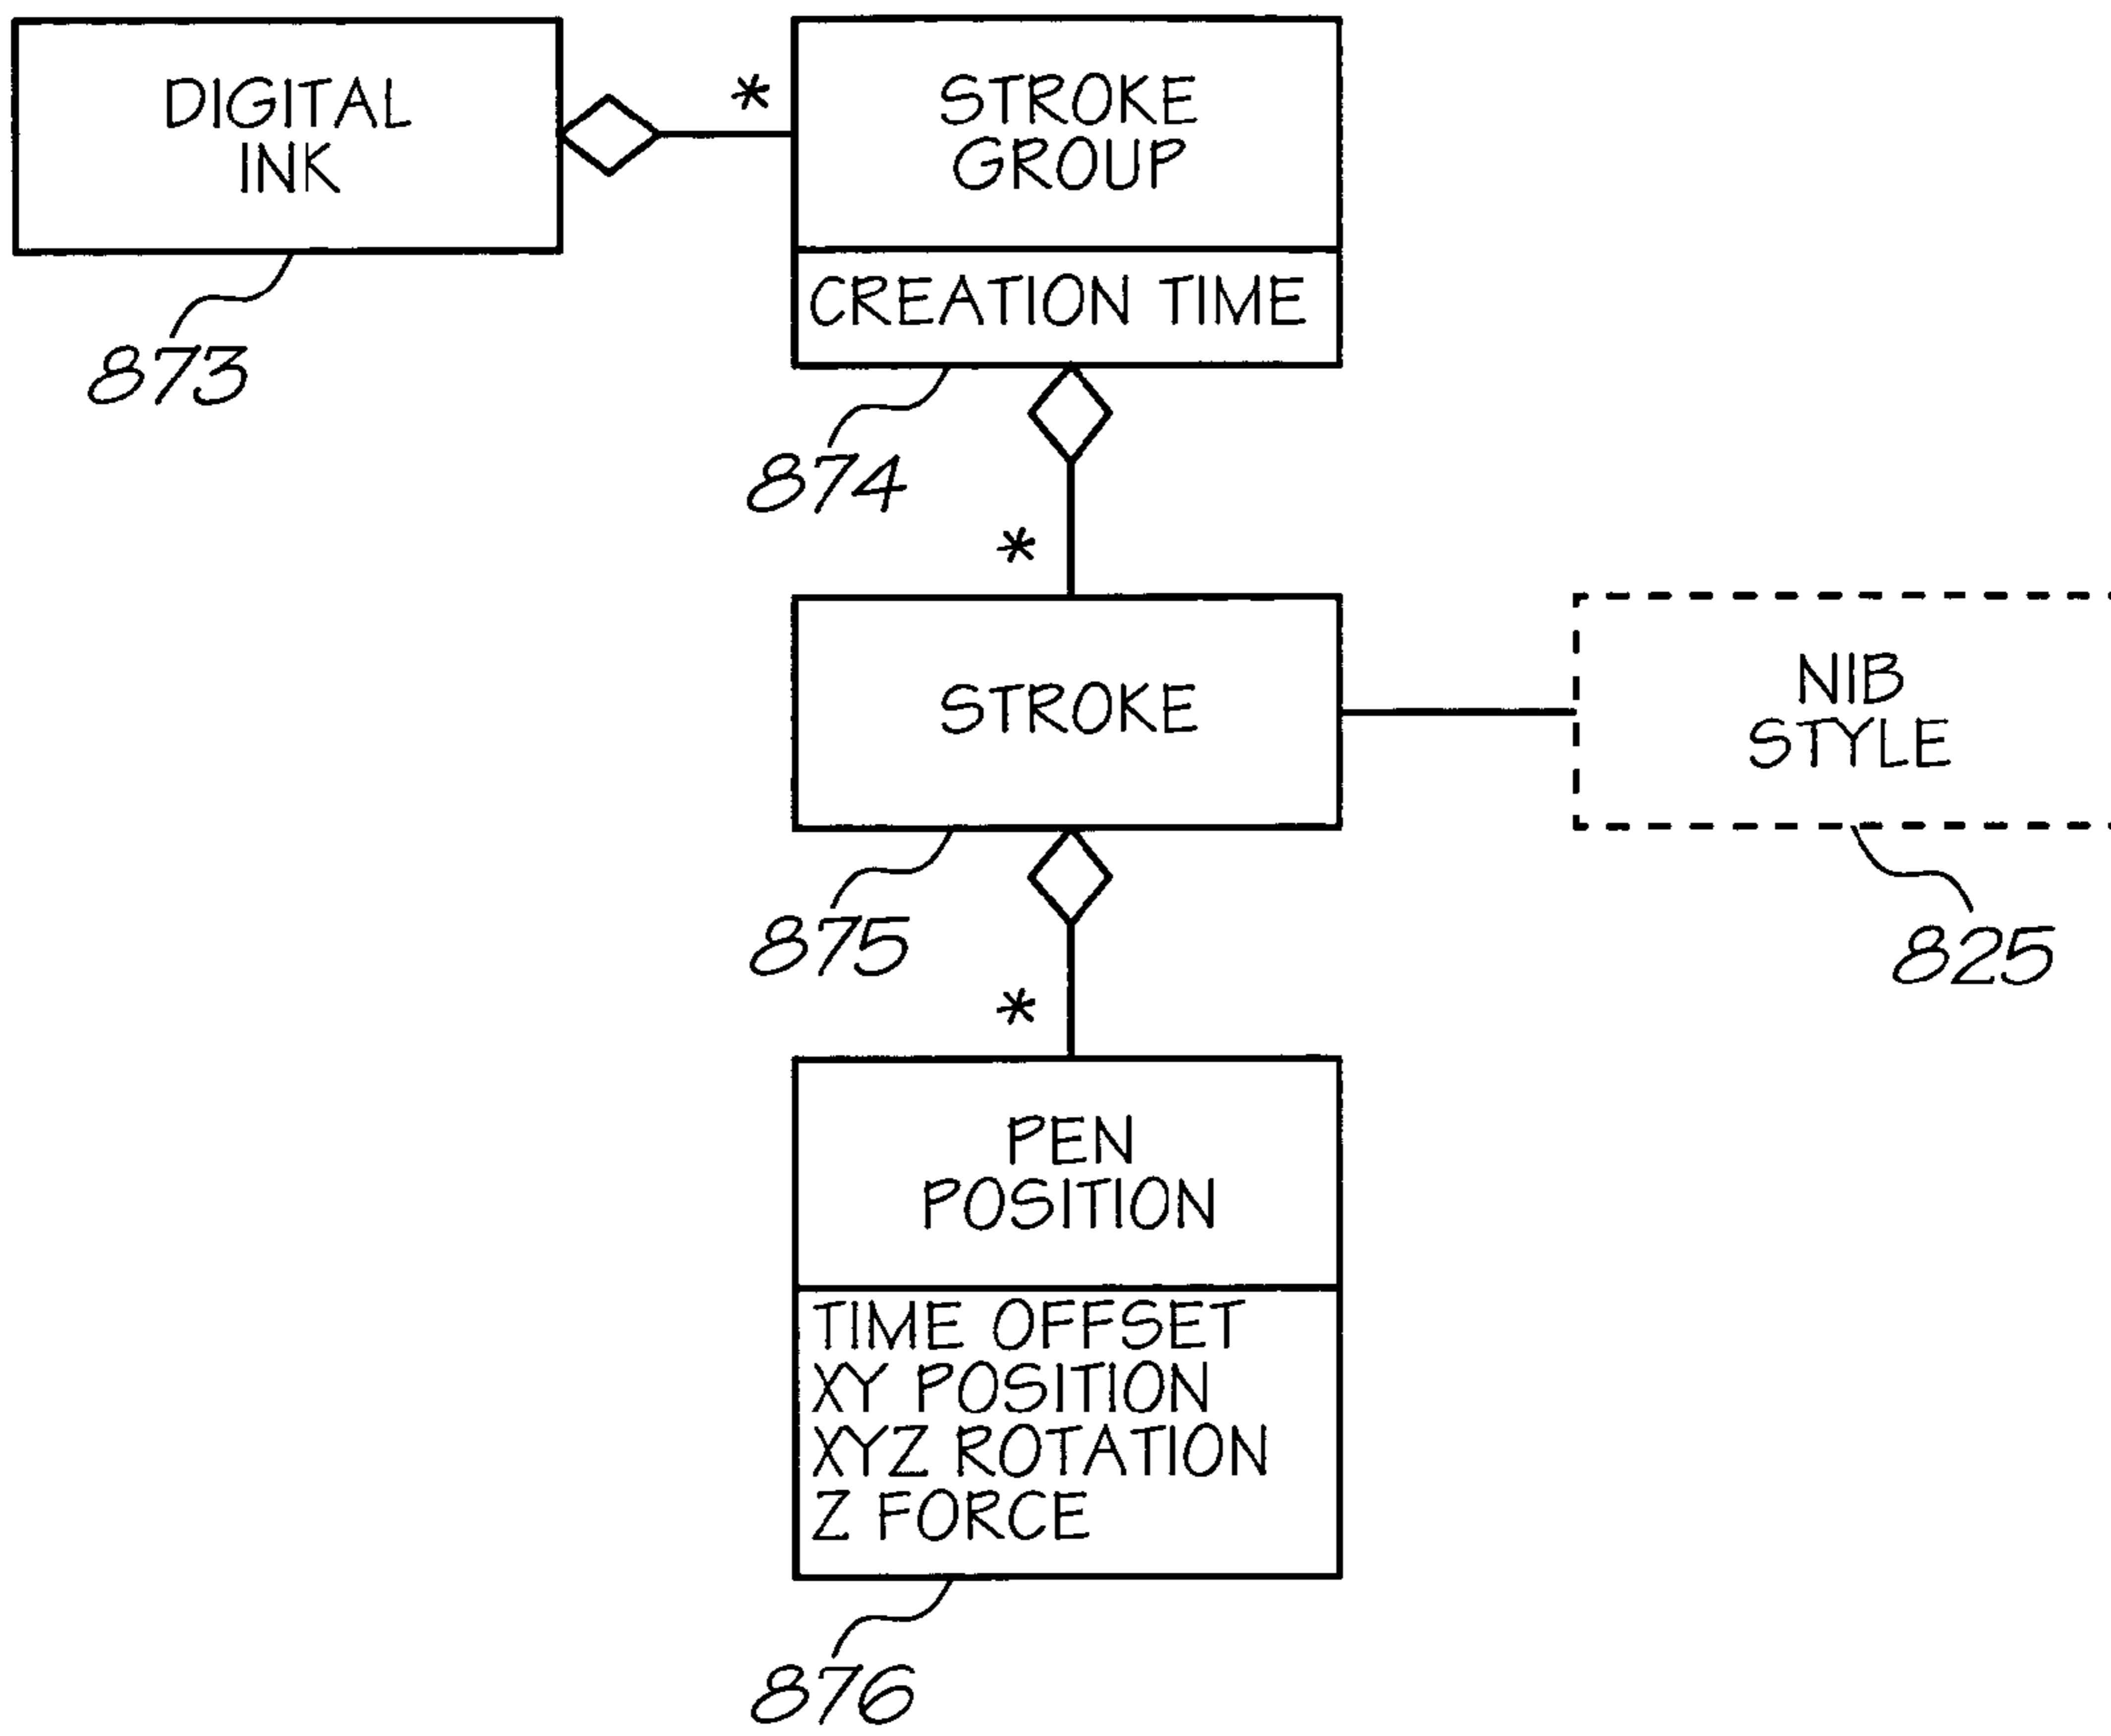 DIGITAL
INK
*
STROKE
GROUP
CREATION TIME
873
874
*
STROKE
NIB
STYLE
875
825
*
PEN
POSITION
TIME OFFSET
XY POSITION
XYZ ROTATION
Z FORCE
876